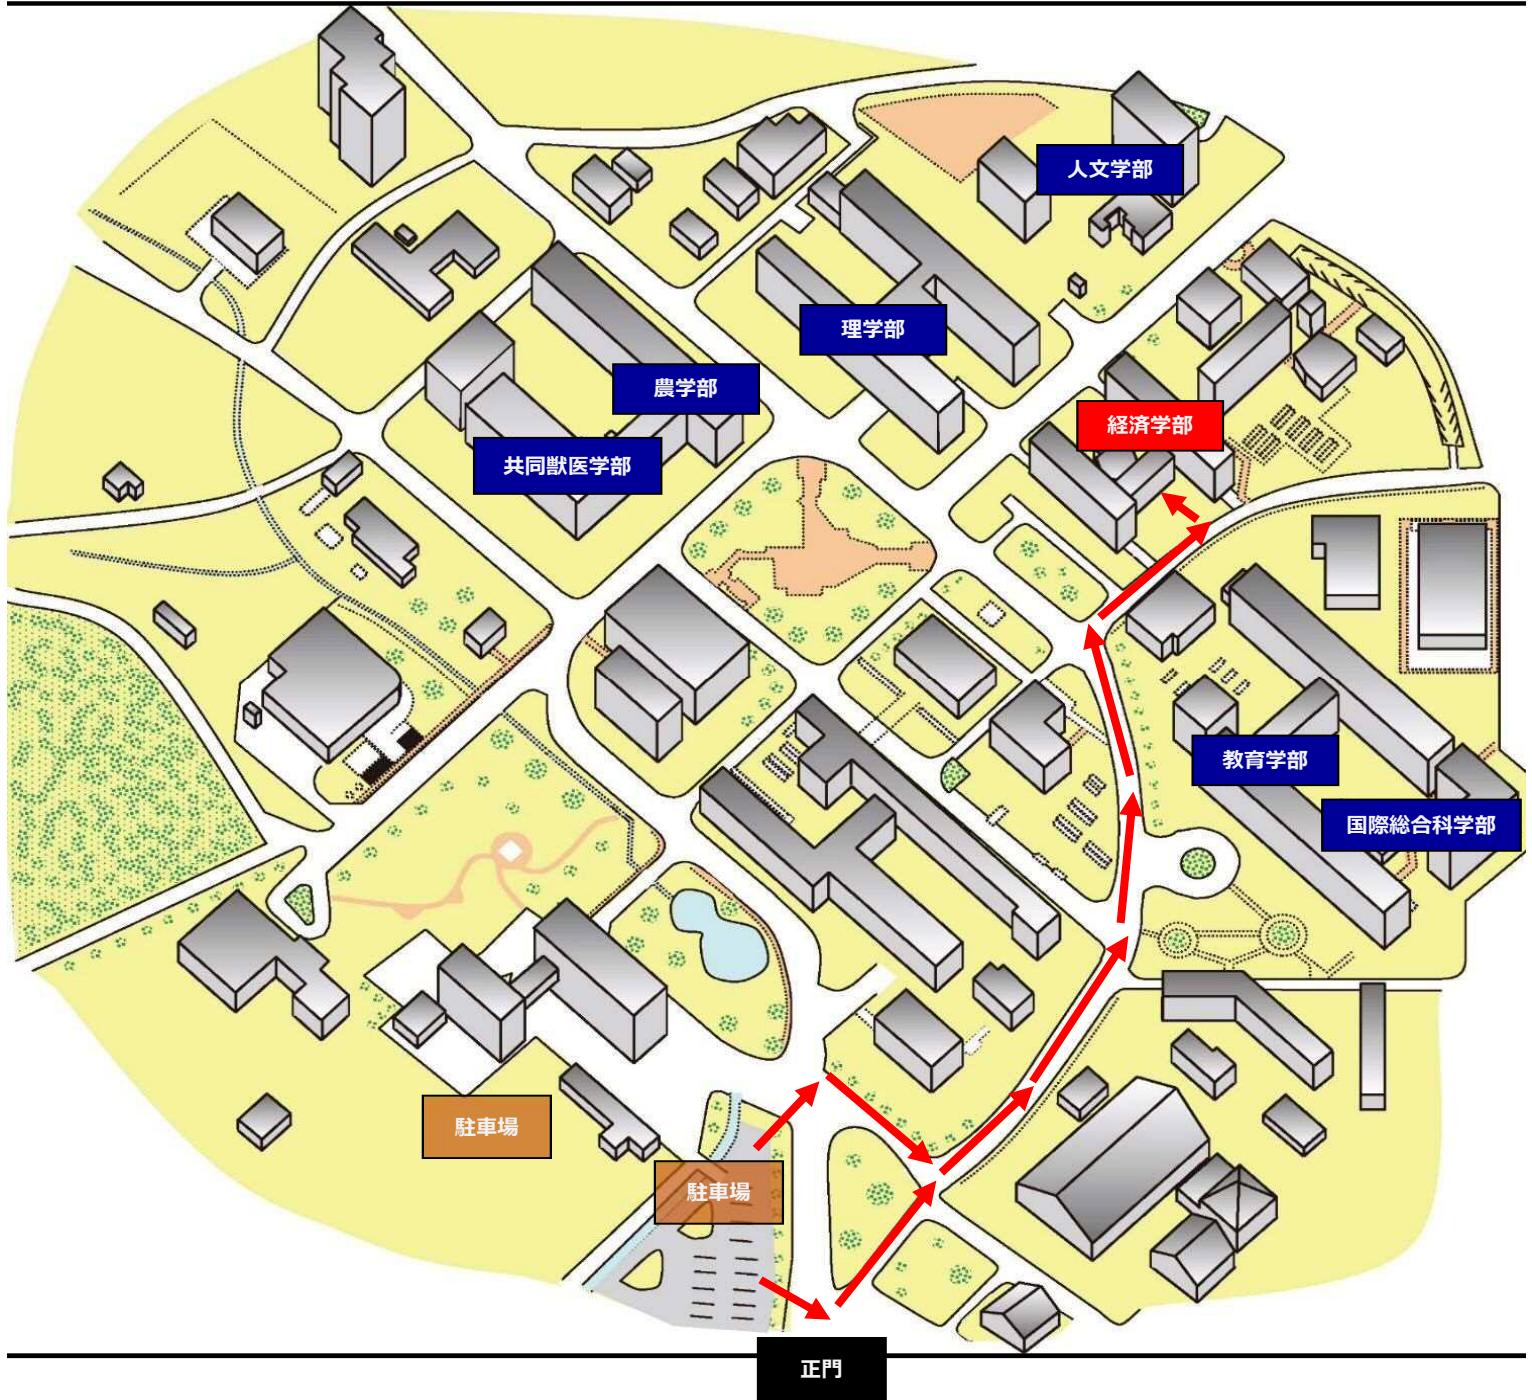 人文学部
理学部
農学部
経済学部
共同獣医学部
教育学部
国際総合科学部
駐車場
駐車場
正門